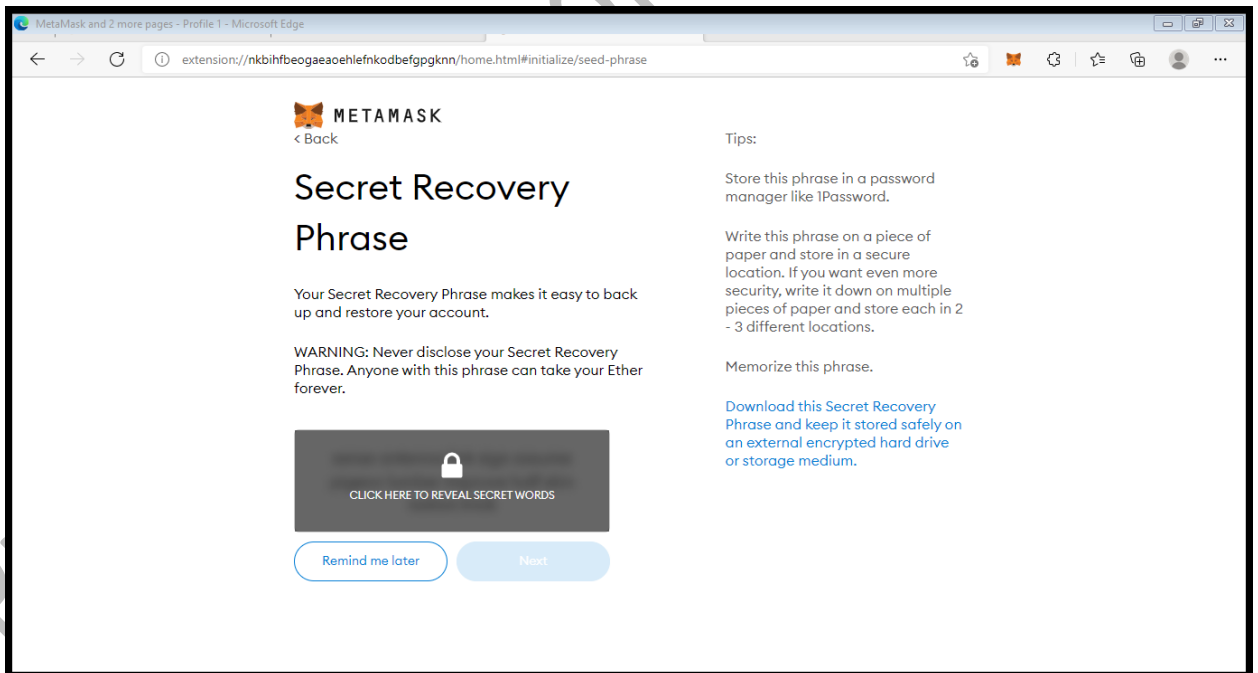 MetaMask and 2 more pages - Profile 1 - Microsoft Edge
extension://nkbihfbeogaeaoehlefnkodbefgpgknn/home.html#initialize/seed-phrase
METAMASK
< Back
Secret Recovery
Phrase
Your Secret Recovery Phrase makes it easy to back
up and restore your account.
WARNING: Never disclose your Secret Recovery
Phrase. Anyone with this phrase can take your Ether
forever.
CLICK HERE TO REVEAL SECRET WORDS
Remind me later
Next
Tips:
Store this phrase in a password
manager like 1Password.
Write this phrase on a piece of
paper and store in a secure
location. If you want even more
security, write it down on multiple
pieces of paper and store each in 2
- 3 different locations.
Memorize this phrase.
Download this Secret Recovery
Phrase and keep it stored safely on
an external encrypted hard drive
or storage medium.